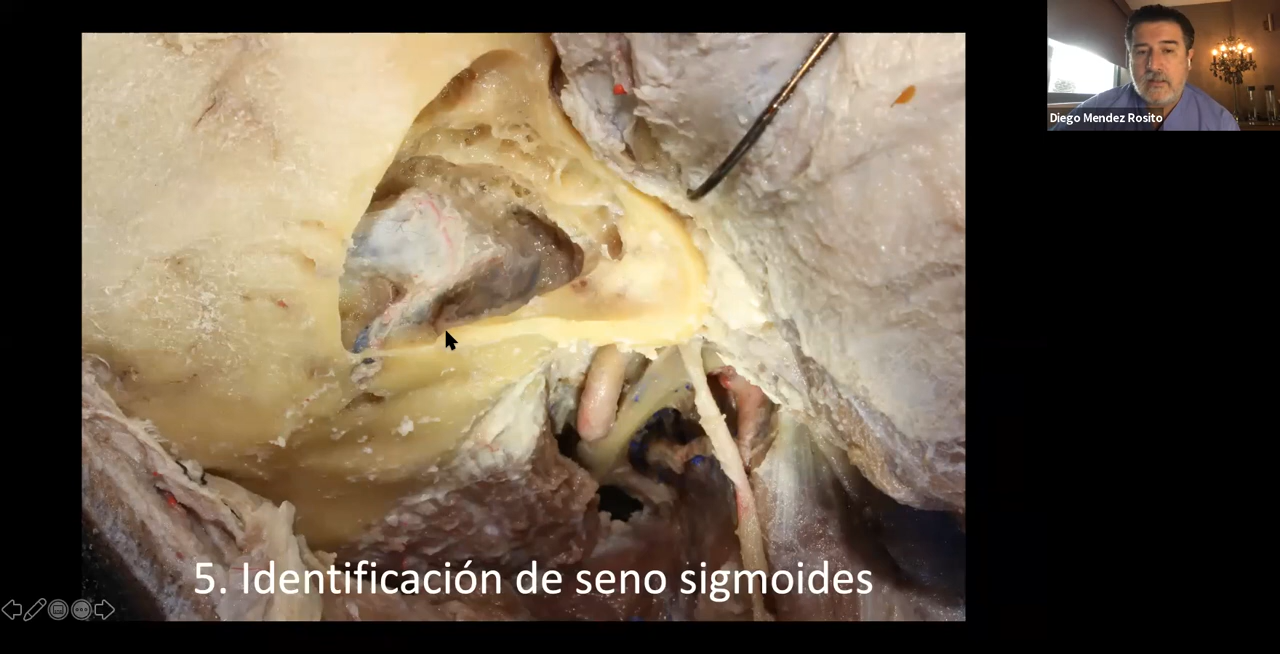 Diego Mendez Rosito
5. Identificación de seno sigmoides